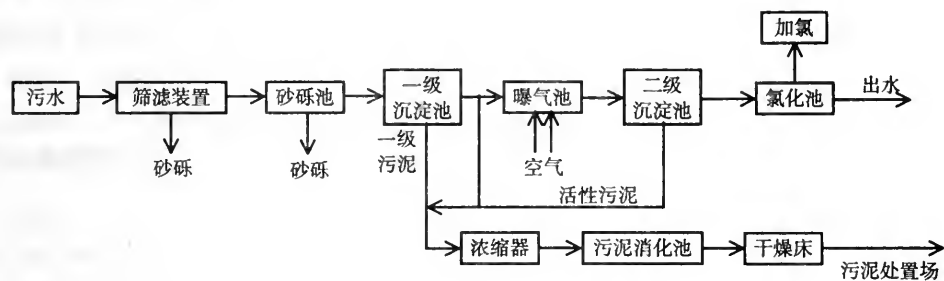 加氯
污水
筛滤装置
砂砾池
一级
沉淀池
曝气池
二级
沉淀池
氯化池
出水
砂砾
砂砾
一级
污泥
空气
活性污泥
浓缩器
污泥消化池
干燥床
污泥处置场